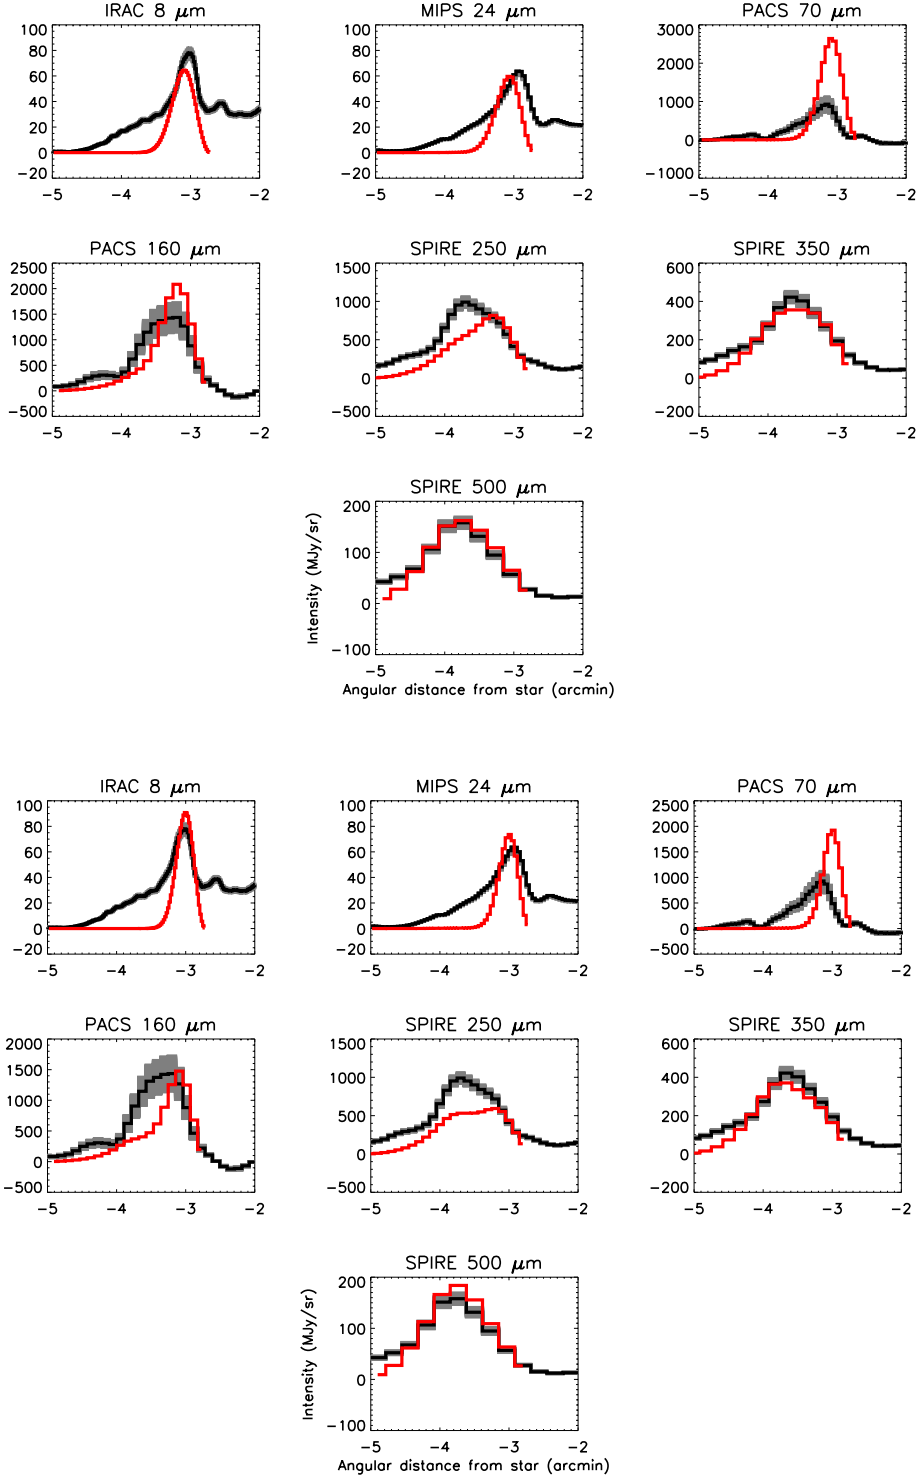 IRAC 8 μm
MIPS 24 μm
PACS 70 μm
100
80
60
40
20
0
−20
−5 −4 −3 −2
100
80
60
40
20
0
−20
−5 −4 −3 −2
3000
2000
1000
0
−1000
−5 −4 −3 −2
PACS 160 μm
SPIRE 250 μm
SPIRE 350 μm
2500
2000
1500
1000
500
0
−500
−5 −4 −3 −2
1500
1000
500
0
−500
−5 −4 −3 −2
600
400
200
0
−200
−5 −4 −3 −2
SPIRE 500 μm
Intensity (MJy/sr)
200
100
0
−100
−5 −4 −3 −2
Angular distance from star (arcmin)
IRAC 8 μm
MIPS 24 μm
PACS 70 μm
100
80
60
40
20
0
−20
−5 −4 −3 −2
100
80
60
40
20
0
−20
−5 −4 −3 −2
2500
2000
1500
1000
500
0
−500
−5 −4 −3 −2
PACS 160 μm
SPIRE 250 μm
SPIRE 350 μm
2000
1500
1000
500
0
−500
−5 −4 −3 −2
1500
1000
500
0
−500
−5 −4 −3 −2
600
400
200
0
−200
−5 −4 −3 −2
SPIRE 500 μm
Intensity (MJy/sr)
200
100
0
−100
−5 −4 −3 −2
Angular distance from star (arcmin)